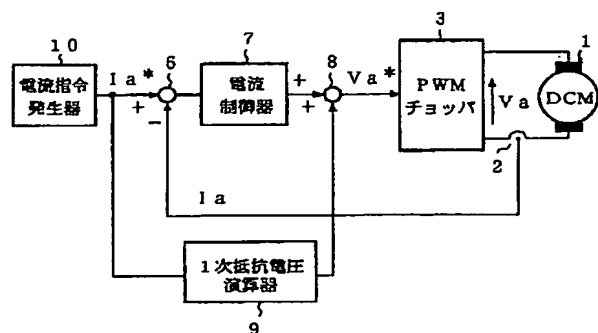 10
電流指令
発生器
Ia*
+
-
6
7
電流
制御器
+
+
8
Va*
3
PWM
チョッパ
Va
1
DCM
2
Ia
1次抵抗電圧
演算器
9